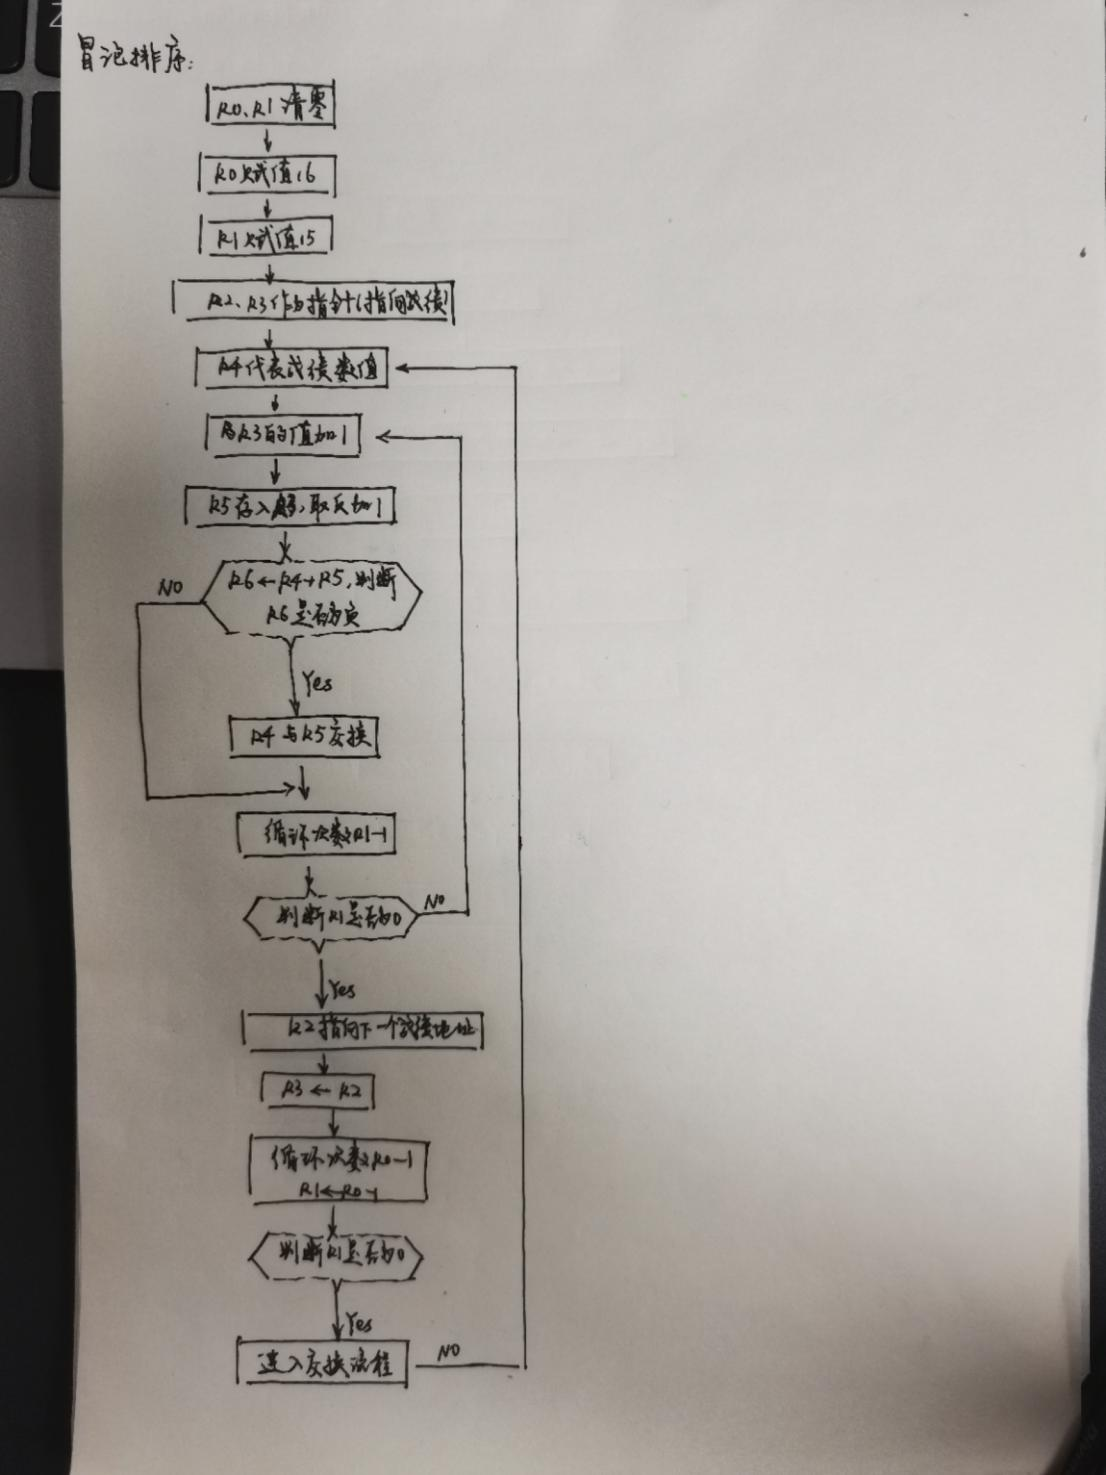 冒泡排序:
R0、R1清零
R0赋值16
R1赋值15
R2、R3作为指针(指向成绩)
R4代表成绩数值
R3的值加1
R5存入 取反加1
NO
R6←R4+R5,判断
R6是否为负
Yes
R4与R5交换
循环次数R1-1
判断R1是否为0
NO
Yes
R2指向下一个成绩地址
R3←R2
循环次数R0-1
R1←R0-1
判断R1是否为0
Yes
进入交换流程
NO